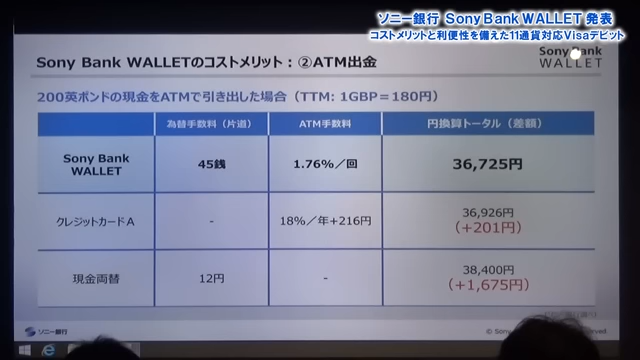 ソニー銀行 Sony Bank WALLET 発表
コストメリットと利便性を備えた11通貨対応Visaデビット
Sony Bank
WALLET
Sony Bank WALLETのコストメリット:②ATM出金
200英ポンドの現金をATMで引き出した場合(TTM: 1GBP=180円)
為替手数料(片道) ATM手数料 円換算トータル(差額)
Sony Bank
WALLET
45銭 1.76%/回 36,725円
クレジットカードA - 18%/年+216円 36,926円
(+201円)
現金両替 12円 - 38,400円
(+1,675円)
ソニー銀行